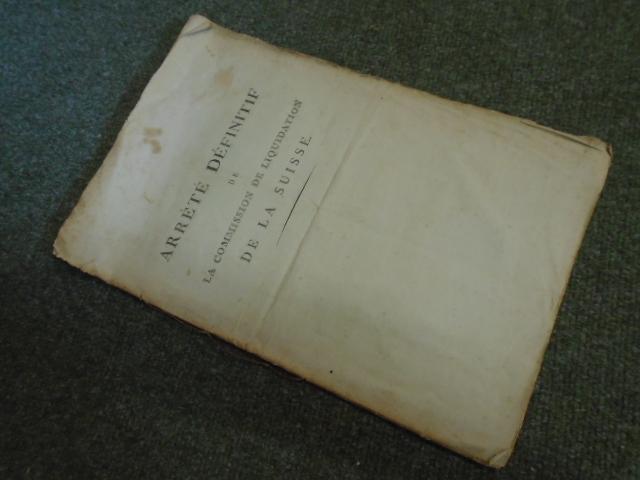 ARRÊTÉ DÉFINITIF
DE
LA COMMISSION DE LIQUIDATION
DE LA SUISSE.